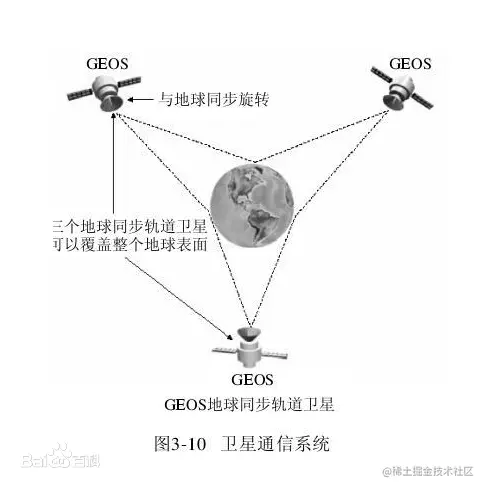 GEOS
GEOS
与地球同步旋转
三个地球同步轨道卫星
可以覆盖整个地球表面
GEOS
GEOS地球同步轨道卫星
图3-10 卫星通信系统
Bai百科
@稀土掘金技术社区